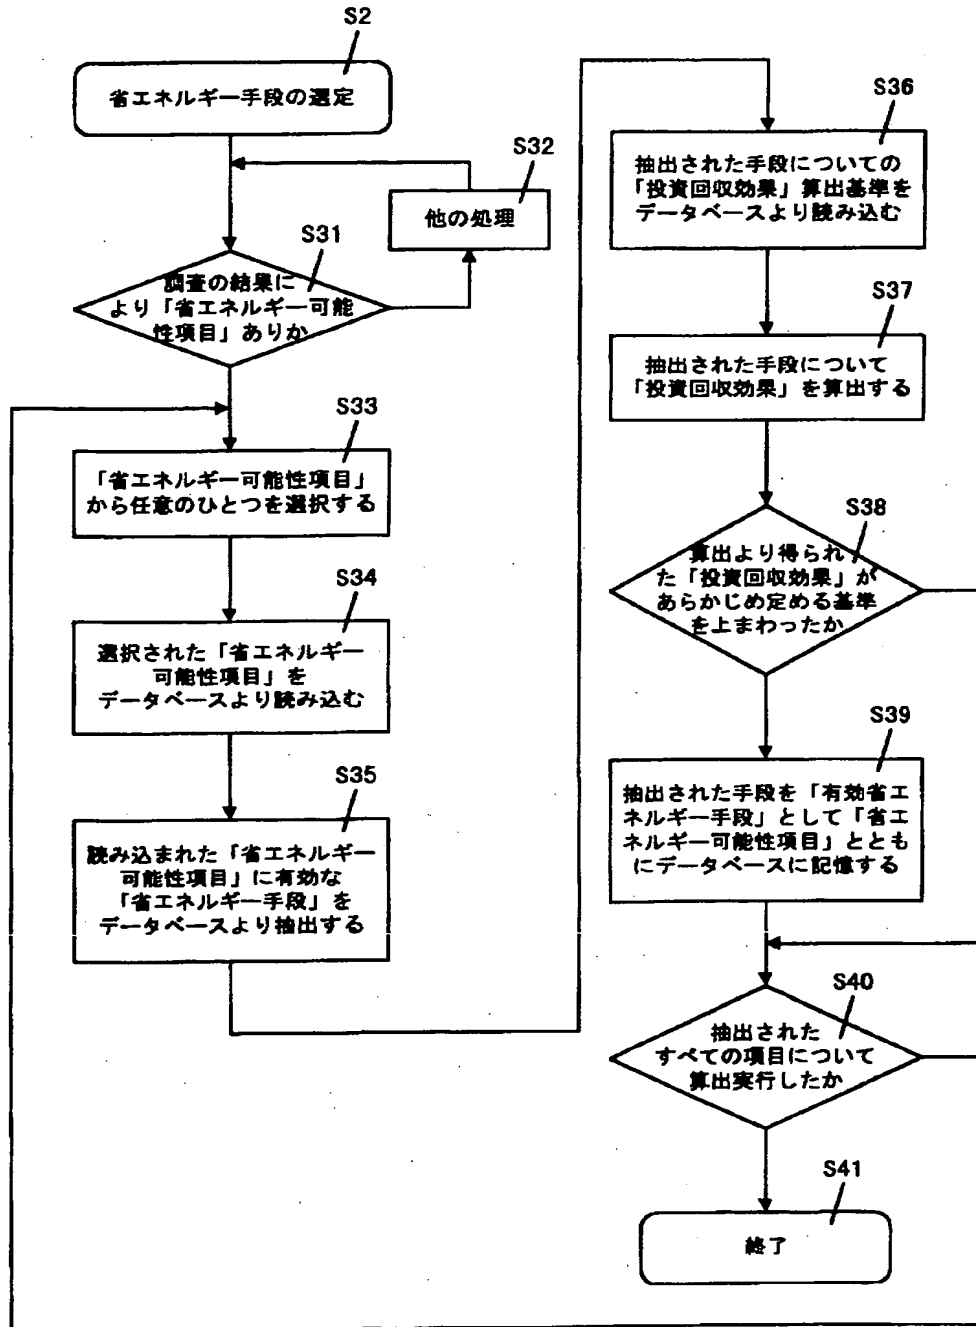 S2
省エネルギー手段の選定
S32
他の処理
S31
調査の結果に
より「省エネルギー可能
性項目」ありか
S33
「省エネルギー可能性項目」
から任意のひとつを選択する
S34
選択された「省エネルギー
可能性項目」を
データベースより読み込む
S35
読み込まれた「省エネルギー
可能性項目」に有効な
「省エネルギー手段」を
データベースより抽出する
S36
抽出された手段についての
「投資回収効果」算出基準を
データベースより読み込む
S37
抽出された手段について
「投資回収効果」を算出する
S38
算出より得られ
た「投資回収効果」が
あらかじめ定める基準
を上まわったか
S39
抽出された手段を「有効省エ
ネルギー手段」として「省エ
ネルギー可能性項目」ととも
にデータベースに記憶する
S40
抽出された
すべての項目について
算出実行したか
S41
終了